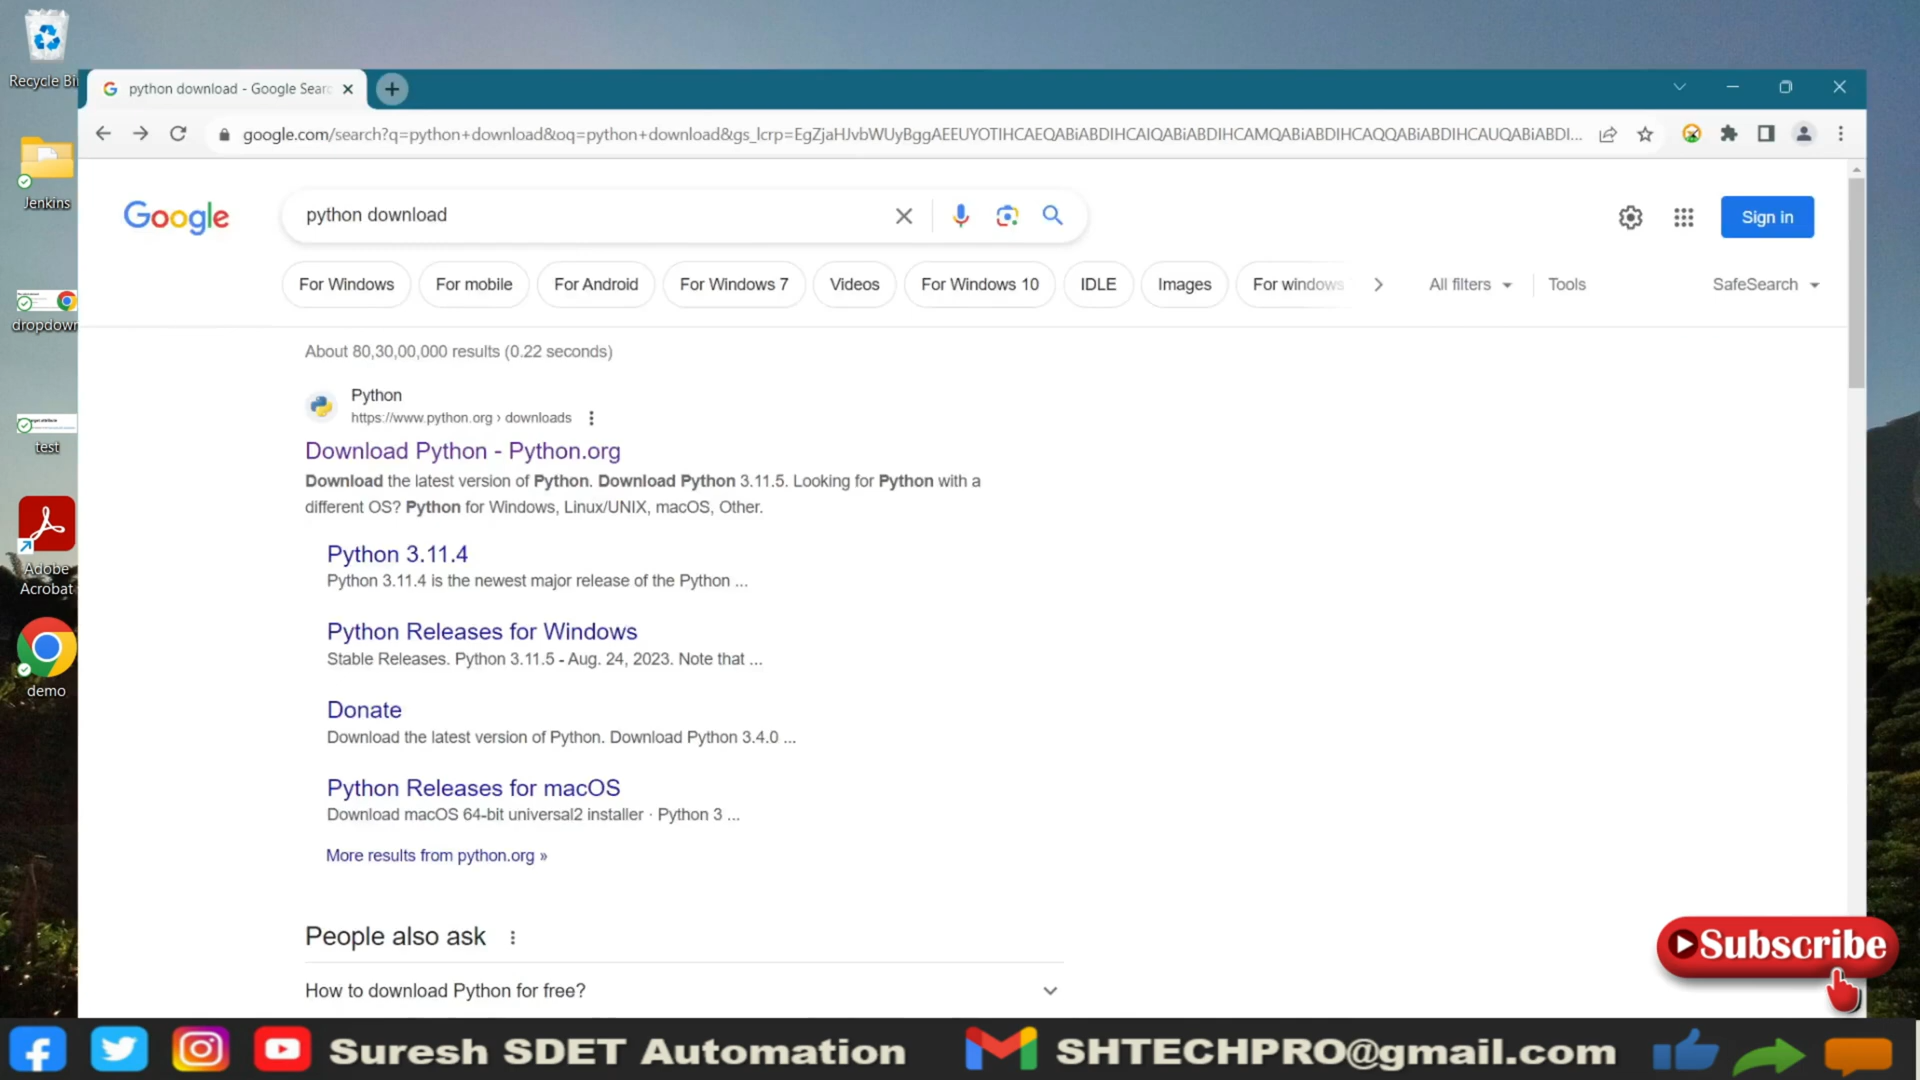 Recycle Bi
Jenkins
dropdown
test
Adobe
Acrobat
demo
python download - Google Sear
google.com/search?q=python+download&oq=python+download&gs_lcrp=EgZjaHJvbWUyBggAEEUYOTIHCAEQABiABDIHCAIQABiABDIHCAMQABiABDIHCAQQABiABDIHCAUQABiABDI...
Google
python download
Sign in
For Windows
For mobile
For Android
For Windows 7
Videos
For Windows 10
IDLE
Images
For windows
All filters
Tools
SafeSearch
About 80,30,00,000 results (0.22 seconds)
Python
https://www.python.org › downloads
Download Python - Python.org
Download the latest version of Python. Download Python 3.11.5. Looking for Python with a
different OS? Python for Windows, Linux/UNIX, macOS, Other.
Python 3.11.4
Python 3.11.4 is the newest major release of the Python ...
Python Releases for Windows
Stable Releases. Python 3.11.5 - Aug. 24, 2023. Note that ...
Donate
Download the latest version of Python. Download Python 3.4.0 ...
Python Releases for macOS
Download macOS 64-bit universal2 installer · Python 3 ...
More results from python.org »
People also ask
How to download Python for free?
Subscribe
Suresh SDET Automation
SHTECHPRO@gmail.com